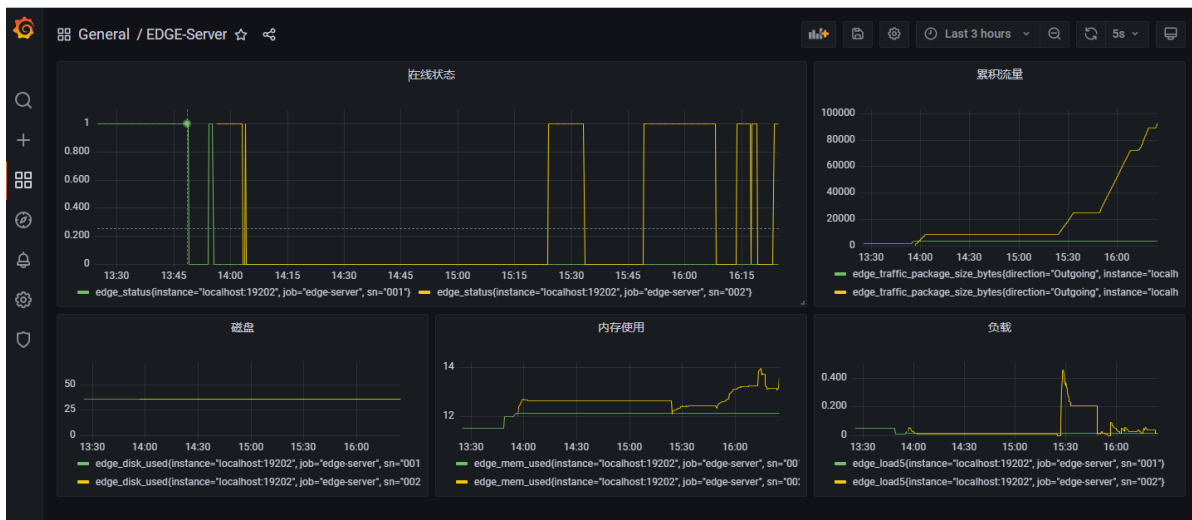 General / EDGE-Server
Last 3 hours
5s
在线状态
1
0.800
0.600
0.400
0.200
0
13:30 13:45 14:00 14:15 14:30 14:45 15:00 15:15 15:30 15:45 16:00 16:15
edge_status{instance="localhost:19202", job="edge-server", sn="001"} edge_status{instance="localhost:19202", job="edge-server", sn="002"}
累积流量
100000
80000
60000
40000
20000
0
13:30 14:00 14:30 15:00 15:30 16:00
edge_traffic_package_size_bytes{direction="Outgoing", instance="localh
edge_traffic_package_size_bytes{direction="Outgoing", instance="localh
磁盘
50
25
0
13:30 14:00 14:30 15:00 15:30 16:00
edge_disk_used{instance="localhost:19202", job="edge-server", sn="001
edge_disk_used{instance="localhost:19202", job="edge-server", sn="002
内存使用
14
12
13:30 14:00 14:30 15:00 15:30 16:00
edge_mem_used{instance="localhost:19202", job="edge-server", sn="00
edge_mem_used{instance="localhost:19202", job="edge-server", sn="00
负载
0.400
0.200
0
13:30 14:00 14:30 15:00 15:30 16:00
edge_load5{instance="localhost:19202", job="edge-server", sn="001"}
edge_load5{instance="localhost:19202", job="edge-server", sn="002"}